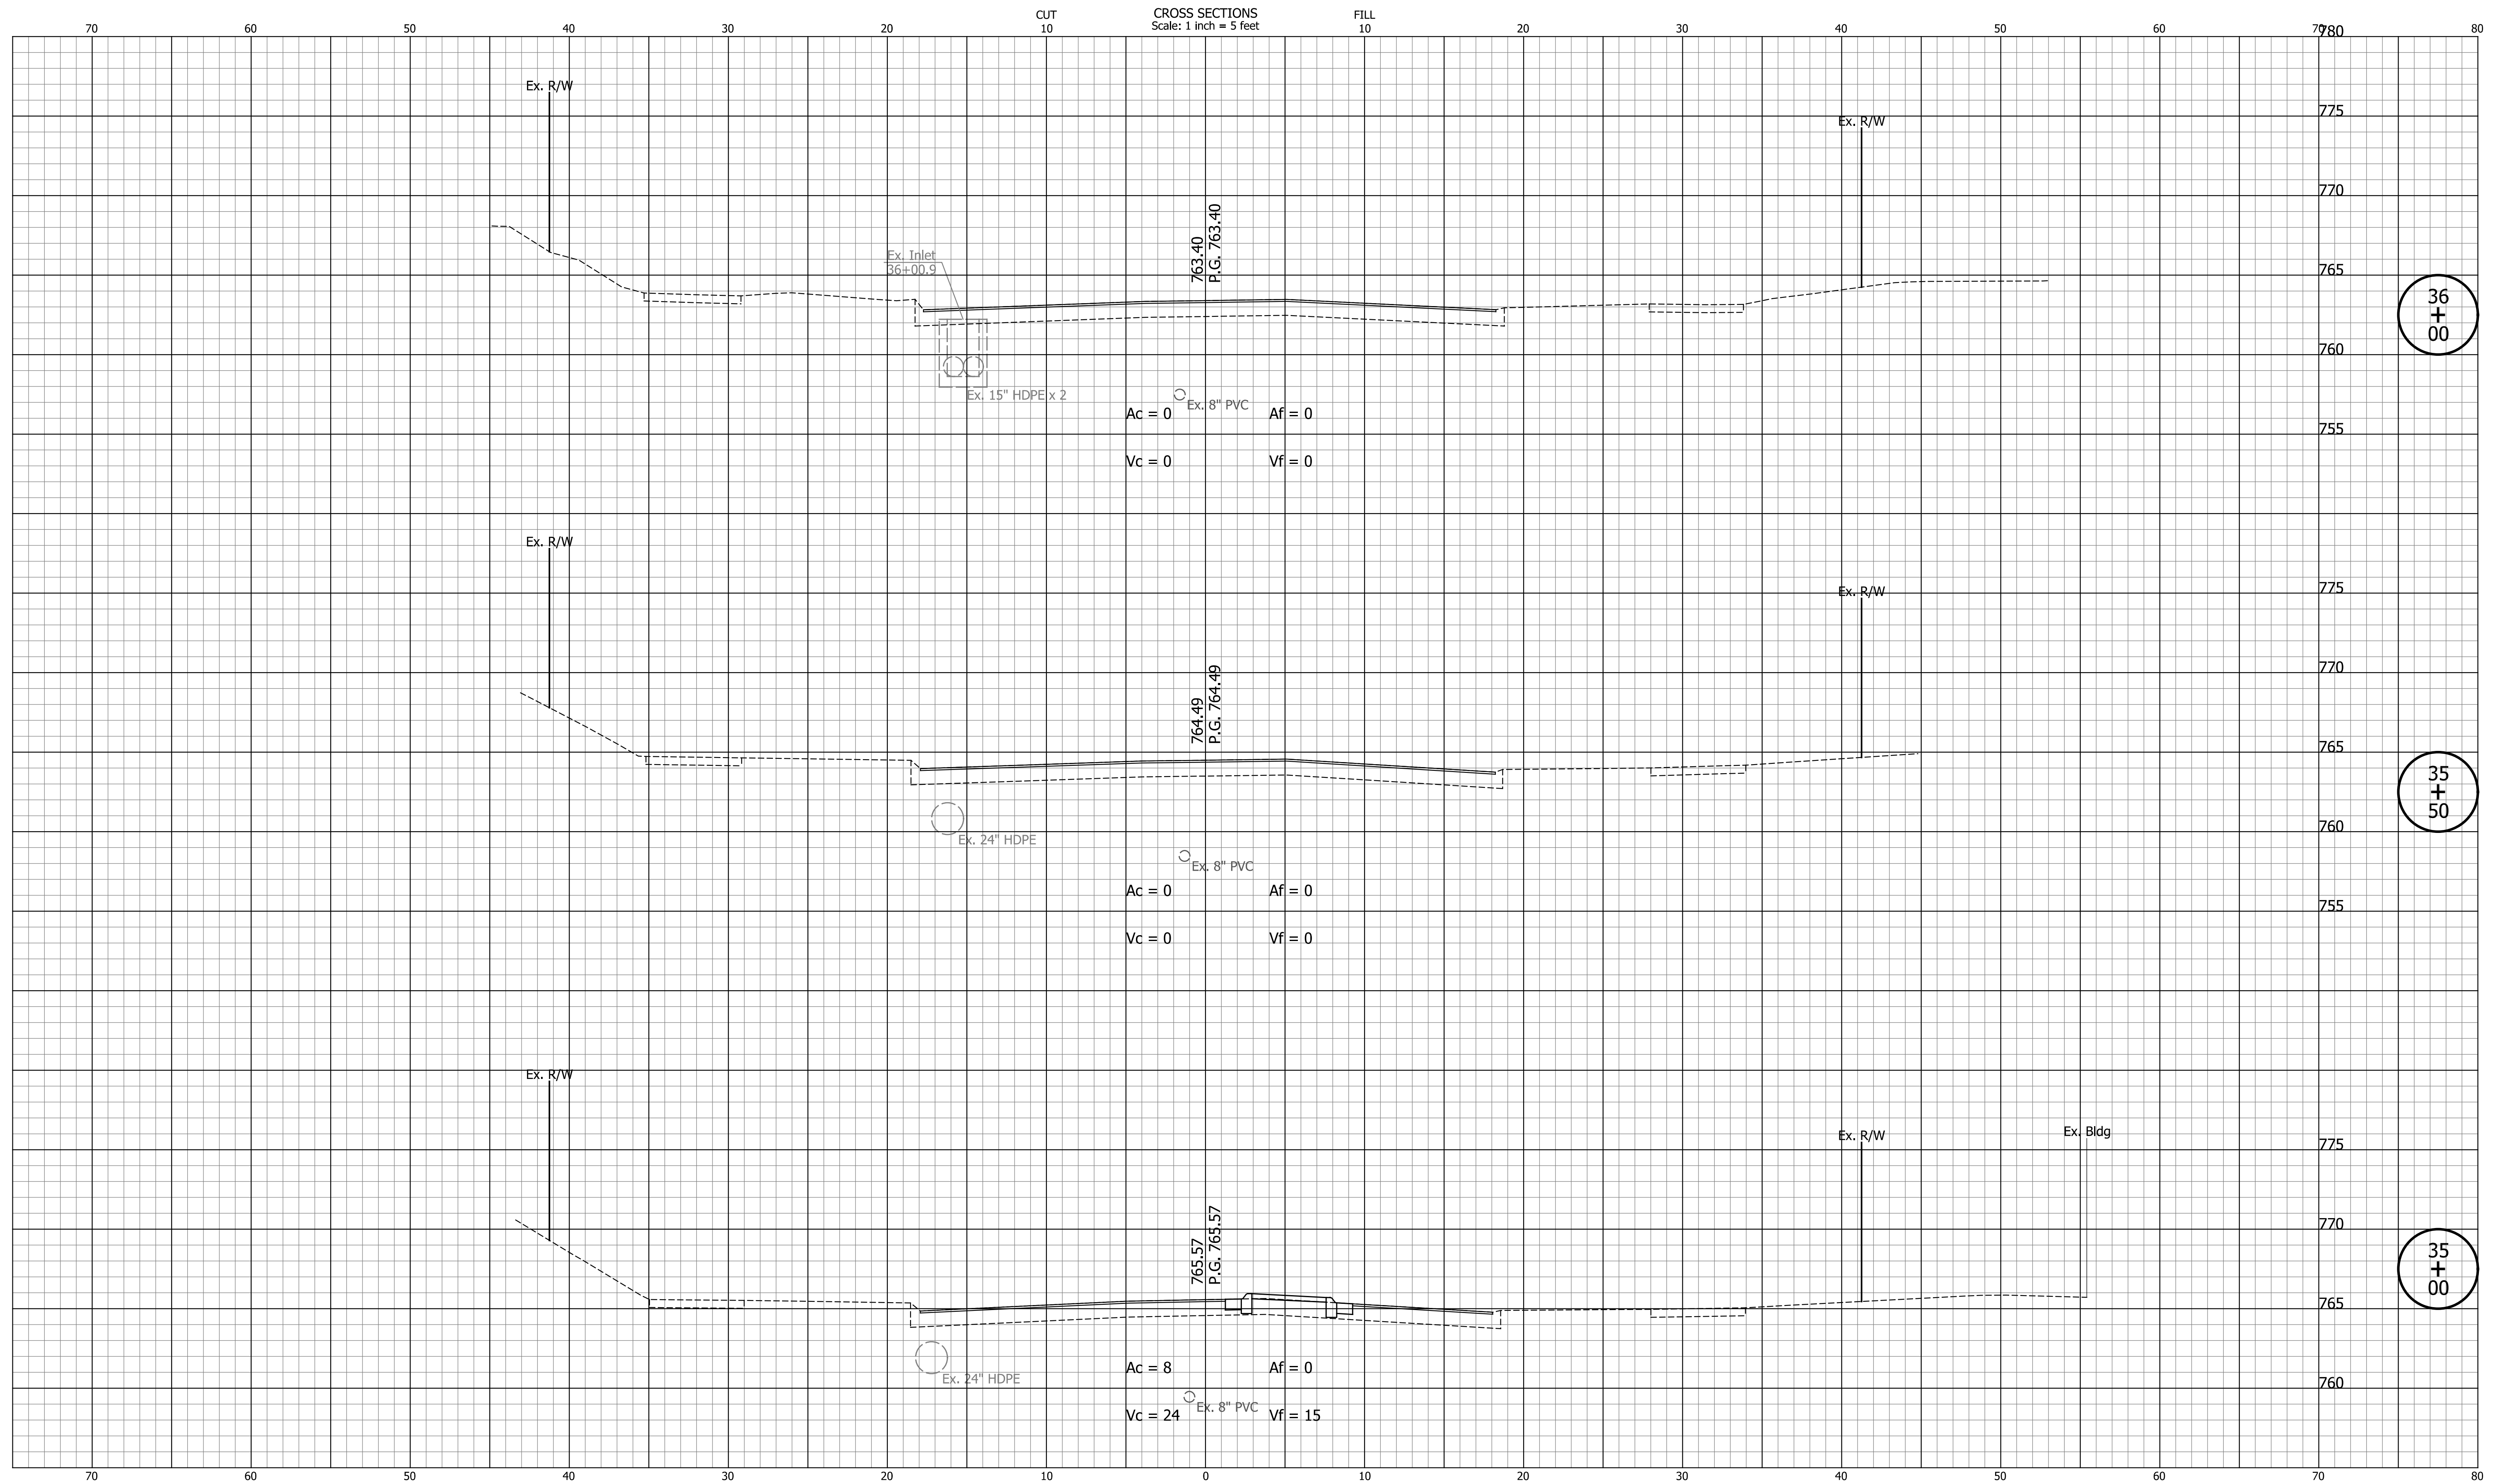 CUT CROSS SECTIONS FILL
Scale: 1 inch = 5 feet
70 60 50 40 30 20 10 10 20 30 40 50 60 70 80
780
Ex. R/W
775
Ex. R/W
770
763.40
P.G. 763.40
Ex. Inlet
36+00.9
765
36
+
00
760
Ex. 15" HDPE x 2
Ex. 8" PVC
Ac = 0 Af = 0
755
Vc = 0 Vf = 0
Ex. R/W
775
Ex. R/W
770
764.49
P.G. 764.49
765
35
+
50
760
Ex. 24" HDPE
Ex. 8" PVC
Ac = 0 Af = 0
755
Vc = 0 Vf = 0
Ex. R/W
Ex. R/W
Ex. Bldg
775
770
765.57
P.G. 765.57
35
+
00
765
Ac = 8 Af = 0
Ex. 24" HDPE
760
Ex. 8" PVC
Vc = 24 Vf = 15
70 60 50 40 30 20 10 0 10 20 30 40 50 60 70 80